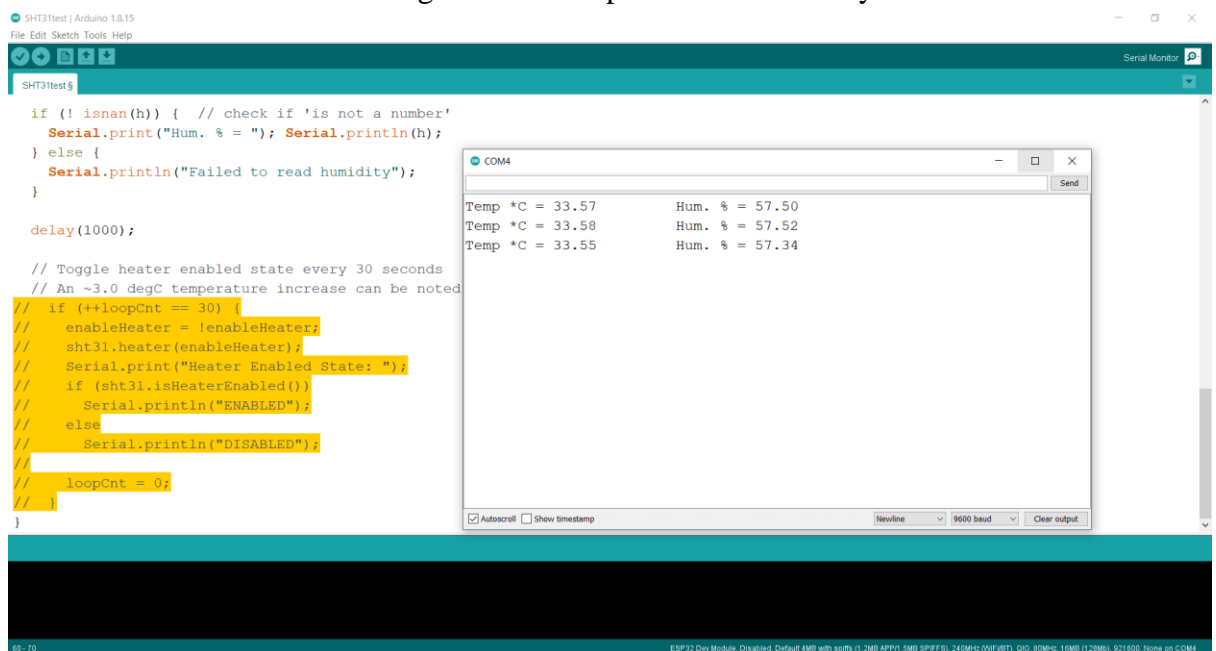 SHT31test | Arduino 1.8.15
File Edit Sketch Tools Help
Serial Monitor
SHT31test §
if (! isnan(h)) {  // check if 'is not a number'
Serial.print("Hum. % = "); Serial.println(h);
} else {
Serial.println("Failed to read humidity");
}
delay(1000);
// Toggle heater enabled state every 30 seconds
// An ~3.0 degC temperature increase can be noted
//  if (++loopCnt == 30) {
//    enableHeater = !enableHeater;
//    sht31.heater(enableHeater);
//    Serial.print("Heater Enabled State: ");
//    if (sht31.isHeaterEnabled())
//      Serial.println("ENABLED");
//    else
//      Serial.println("DISABLED");
//
//    loopCnt = 0;
//  }
}
COM4
Send
Temp *C = 33.57 Hum. % = 57.50
Temp *C = 33.58 Hum. % = 57.52
Temp *C = 33.55 Hum. % = 57.34
Autoscroll Show timestamp Newline 9600 baud Clear output
60 - 70 ESP32 Dev Module, Disabled, Default 4MB with spiffs (1.2MB APP/1.5MB SPIFFS), 240MHz (WiFi/BT), QIO, 80MHz, 16MB (128Mb), 921600, None on COM4